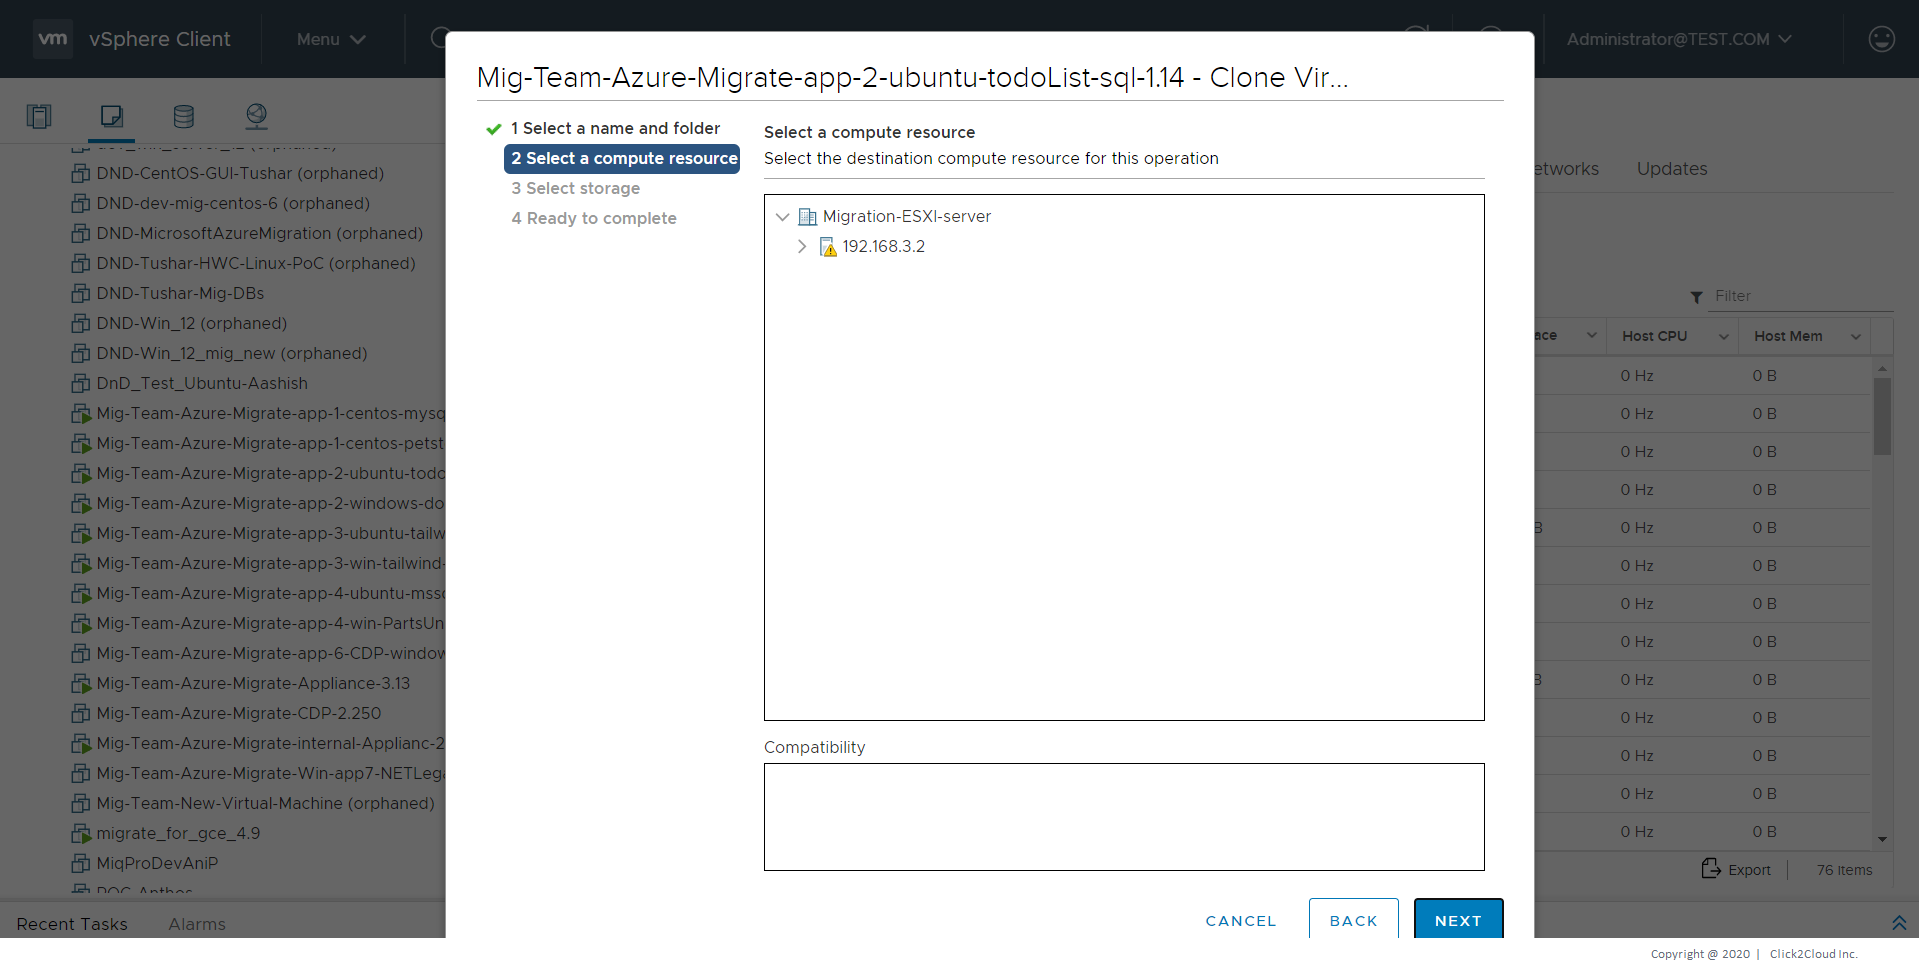 vm vSphere Client Menu Administrator@TEST.COM
Mig-Team-Azure-Migrate-app-2-ubuntu-todoList-sql-1.14 - Clone Vir...
1 Select a name and folder
2 Select a compute resource
3 Select storage
4 Ready to complete
Select a compute resource
Select the destination compute resource for this operation
Migration-ESXI-server
192.168.3.2
Compatibility
CANCEL BACK NEXT
DND-CentOS-GUI-Tushar (orphaned)
DND-dev-mig-centos-6 (orphaned)
DND-MicrosoftAzureMigration (orphaned)
DND-Tushar-HWC-Linux-PoC (orphaned)
DND-Tushar-Mig-DBs
DND-Win_12 (orphaned)
DND-Win_12_mig_new (orphaned)
DnD_Test_Ubuntu-Aashish
Mig-Team-Azure-Migrate-app-1-centos-mysq
Mig-Team-Azure-Migrate-app-1-centos-petst
Mig-Team-Azure-Migrate-app-2-ubuntu-todo
Mig-Team-Azure-Migrate-app-2-windows-do
Mig-Team-Azure-Migrate-app-3-ubuntu-tailw
Mig-Team-Azure-Migrate-app-3-win-tailwind-
Mig-Team-Azure-Migrate-app-4-ubuntu-mss
Mig-Team-Azure-Migrate-app-4-win-PartsUn
Mig-Team-Azure-Migrate-app-6-CDP-window
Mig-Team-Azure-Migrate-Appliance-3.13
Mig-Team-Azure-Migrate-CDP-2.250
Mig-Team-Azure-Migrate-internal-Applianc-2
Mig-Team-Azure-Migrate-Win-app7-NETLeg
Mig-Team-New-Virtual-Machine (orphaned)
migrate_for_gce_4.9
MiqProDevAniP
etworks Updates
Filter
ace Host CPU Host Mem
0 Hz 0 B
0 Hz 0 B
0 Hz 0 B
0 Hz 0 B
B 0 Hz 0 B
0 Hz 0 B
0 Hz 0 B
0 Hz 0 B
B 0 Hz 0 B
0 Hz 0 B
0 Hz 0 B
0 Hz 0 B
0 Hz 0 B
Export 76 items
Recent Tasks Alarms
Copyright @ 2020 | Click2Cloud Inc.